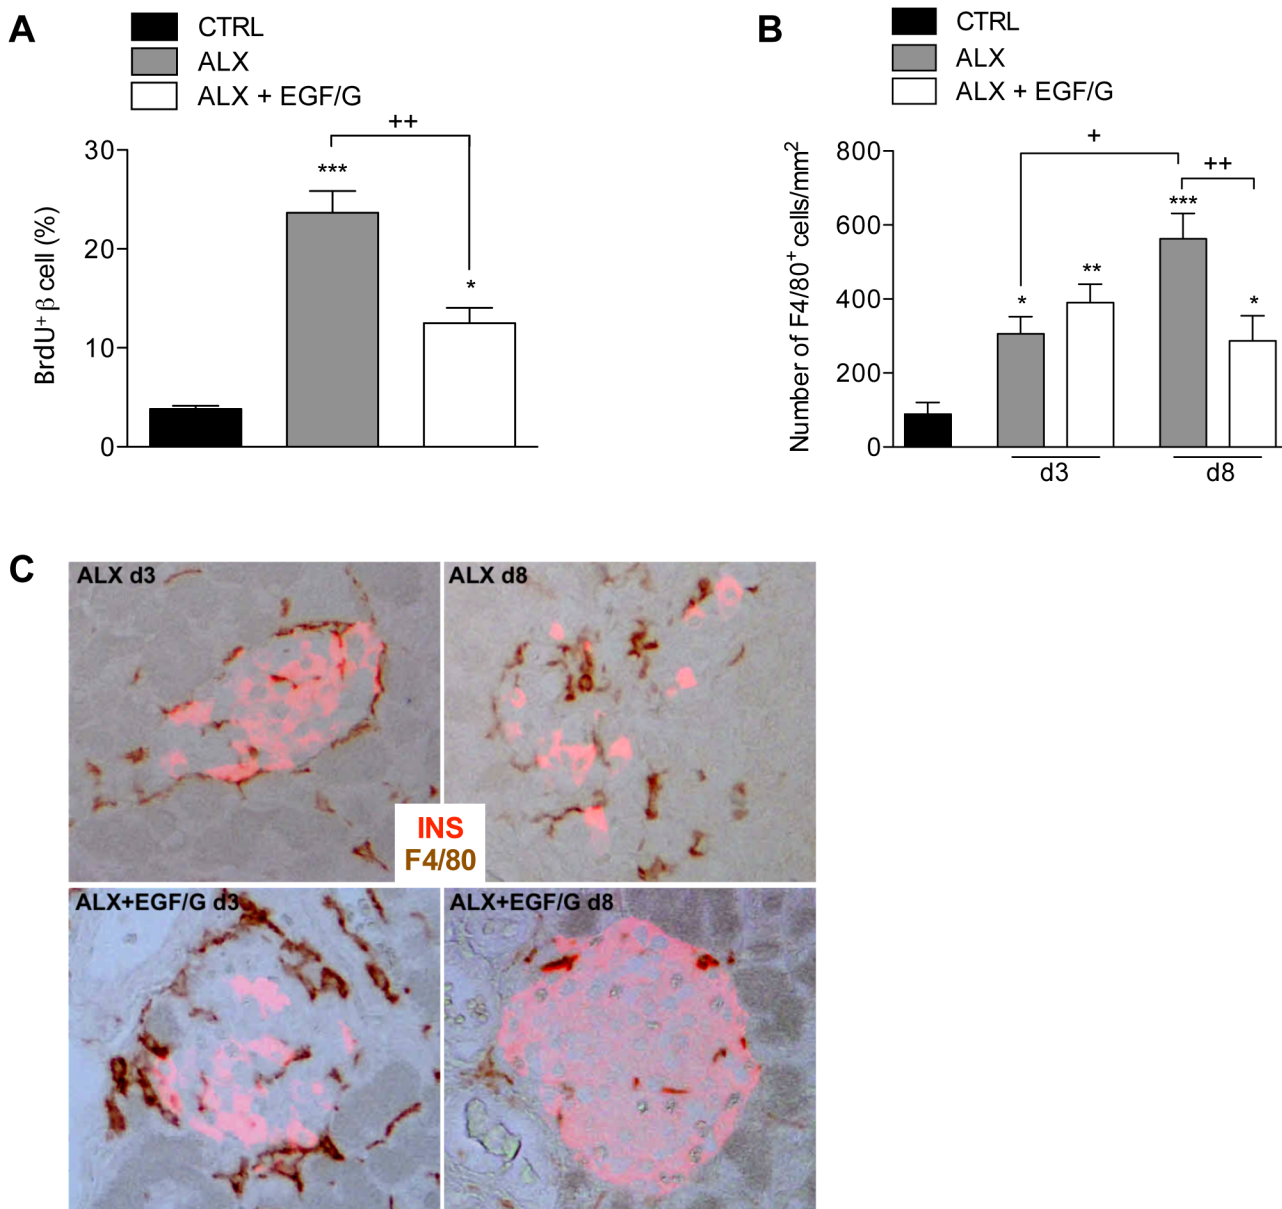 A
CTRL
ALX
ALX + EGF/G
++
30
20
10
0
BrdU⁺ β cell (%)
***
*
B
CTRL
ALX
ALX + EGF/G
+
++
800
600
400
200
0
Number of F4/80⁺ cells/mm²
*
**
***
*
d3
d8
C
ALX d3
ALX d8
INS
F4/80
ALX+EGF/G d3
ALX+EGF/G d8